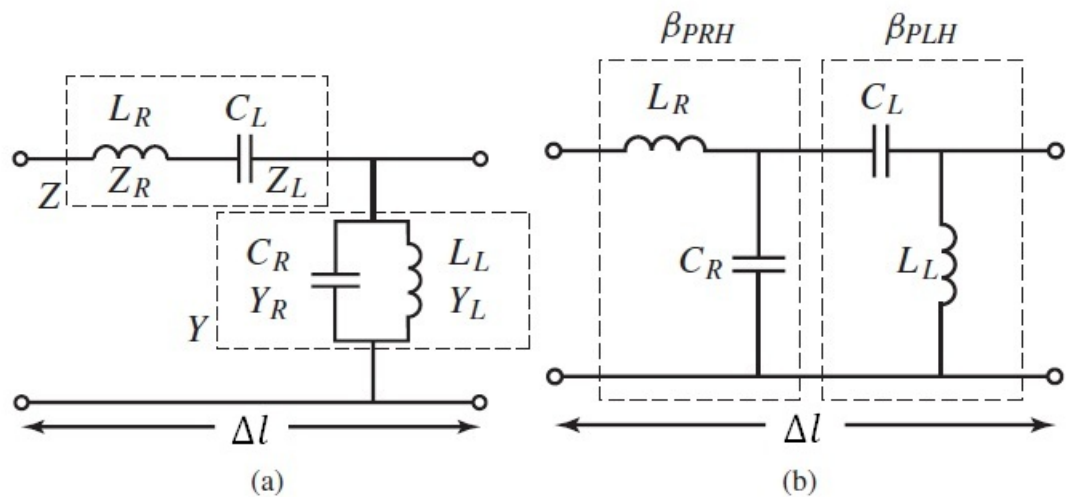 L_R C_L
Z_R Z_L
Z
C_R L_L
Y_R Y_L
Y
Δl
(a)
β_PRH β_PLH
L_R C_L
C_R L_L
Δl
(b)